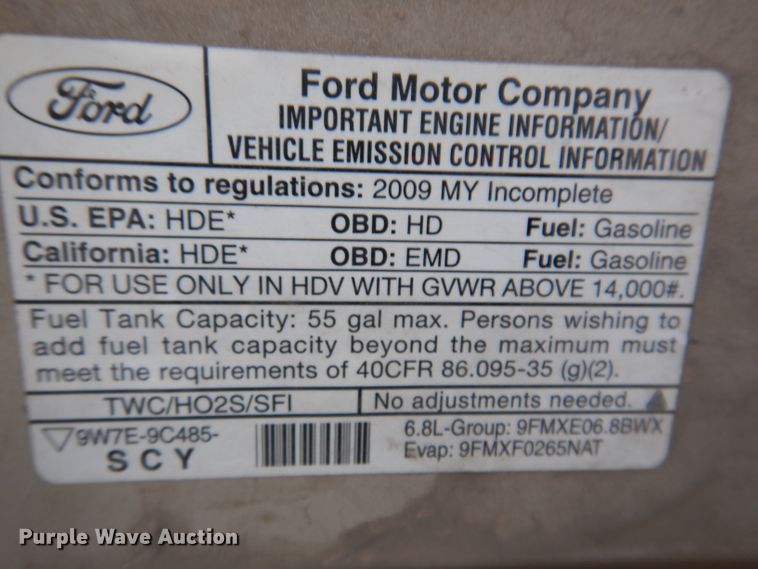 Ford
Ford Motor Company
IMPORTANT ENGINE INFORMATION/
VEHICLE EMISSION CONTROL INFORMATION
Conforms to regulations: 2009 MY Incomplete
U.S. EPA: HDE* OBD: HD Fuel: Gasoline
California: HDE* OBD: EMD Fuel: Gasoline
* FOR USE ONLY IN HDV WITH GVWR ABOVE 14,000#.
Fuel Tank Capacity: 55 gal max. Persons wishing to
add fuel tank capacity beyond the maximum must
meet the requirements of 40CFR 86.095-35 (g)(2).
TWC/HO2S/SFI No adjustments needed.
9W7E-9C485-
SCY
6.8L-Group: 9FMXE06.8BWX
Evap: 9FMXF0265NAT
Purple Wave Auction